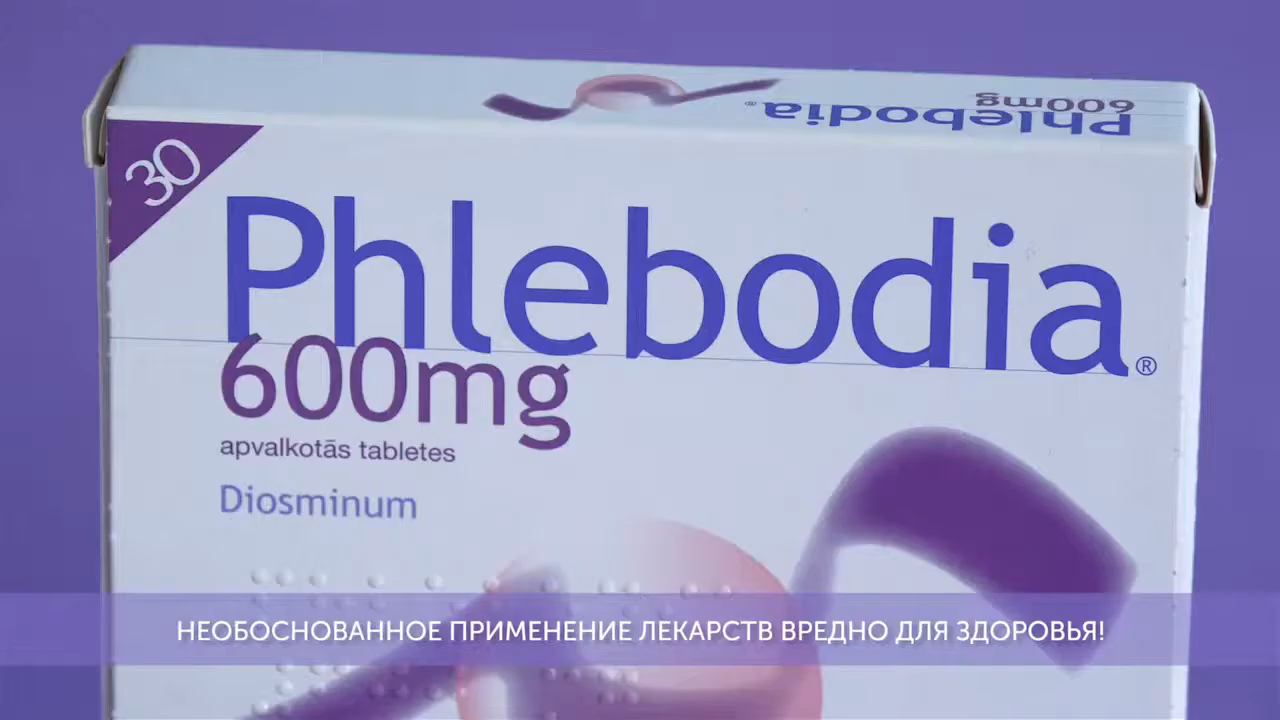 Phlebodia®
600mg
30
Phlebodia®
600mg
apvalkotās tabletes
Diosminum
НЕОБОСНОВАННОЕ ПРИМЕНЕНИЕ ЛЕКАРСТВ ВРЕДНО ДЛЯ ЗДОРОВЬЯ!